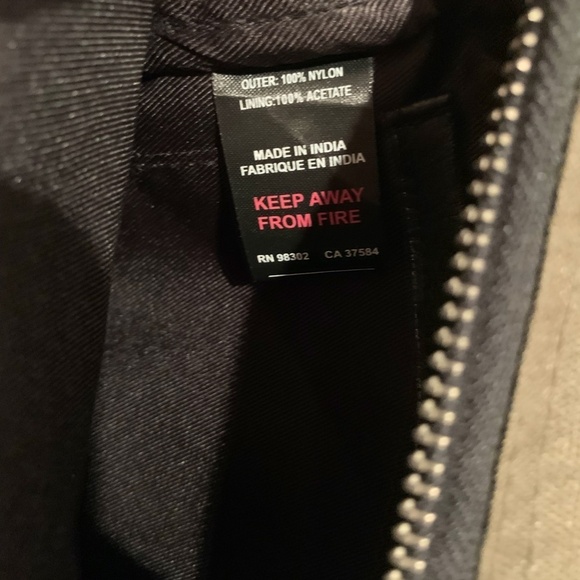 OUTER: 100% NYLON
LINING:100% ACETATE
MADE IN INDIA
FABRIQUE EN INDIA
KEEP AWAY
FROM FIRE
RN 98302 CA 37584